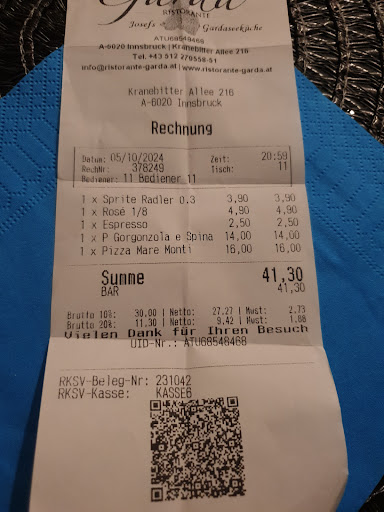 Garda
RISTORANTE
Josefs Gardaseeküche
ATU68548468
A-6020 Innsbruck | Kranebitter Allee 216
Tel. +43 512 270558-51
info@ristorante-garda.at | www.ristorante-garda.at
Kranebitter Allee 216
A-6020 Innsbruck
Rechnung
Datum: 05/10/2024 Zeit: 20:59
RechNr: 378249 Tisch: 11
Bediener: 11 Bediener 11
1 x Sprite Radler 0.3 3,90 3,90
1 x Rosé 1/8 4,90 4,90
1 x Espresso 2,50 2,50
1 x P Gorgonzola e Spina 14,00 14,00
1 x Pizza Mare Monti 16,00 16,00
Summe 41,30
BAR 41,30
Brutto 10%: 30,00 | Netto: 27.27 | Mwst: 2.73
Brutto 20%: 11.30 | Netto: 9.42 | Mwst: 1.88
Vielen Dank für Ihren Besuch
UID-Nr.: ATU68548468
RKSV-Beleg-Nr: 231042
RKSV-Kasse: KASSE6